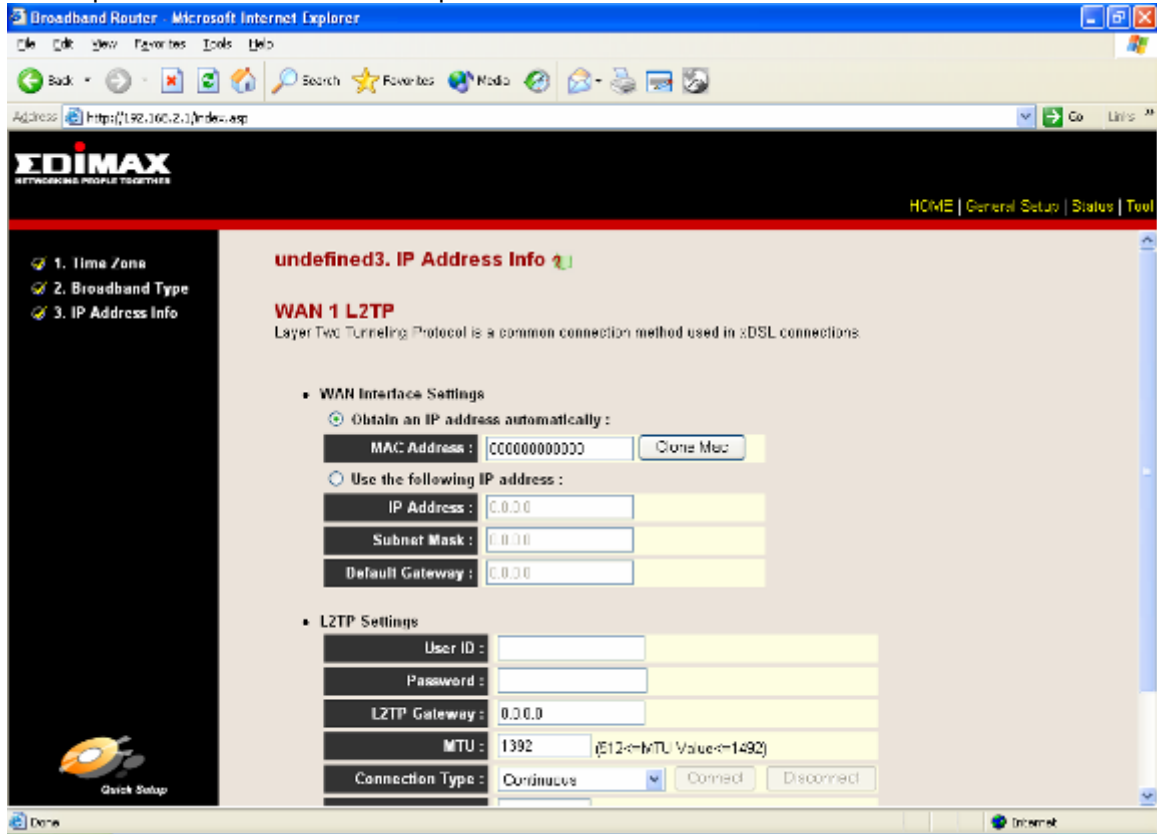 Broadband Router - Microsoft Internet Explorer
File Edit View Favorites Tools Help
Back Search Favorites Media
Address http://192.168.2.1/index.asp Go Links »
EDIMAX
NETWORKING PEOPLE TOGETHER
HOME | General Setup | Status | Tool
1. Time Zone
2. Broadband Type
3. IP Address Info
undefined3. IP Address Info
WAN 1 L2TP
Layer Two Tunneling Protocol is a common connection method used in xDSL connections.
• WAN Interface Settings
Obtain an IP address automatically :
MAC Address : 000000000000 Clone Mac
Use the following IP address :
IP Address : 0.0.0.0
Subnet Mask : 0.0.0.0
Default Gateway : 0.0.0.0
• L2TP Settings
User ID :
Password :
L2TP Gateway : 0.0.0.0
MTU : 1392 (512<=MTU Value<=1492)
Connection Type : Continuous Connect Disconnect
Quick Setup
Done Internet